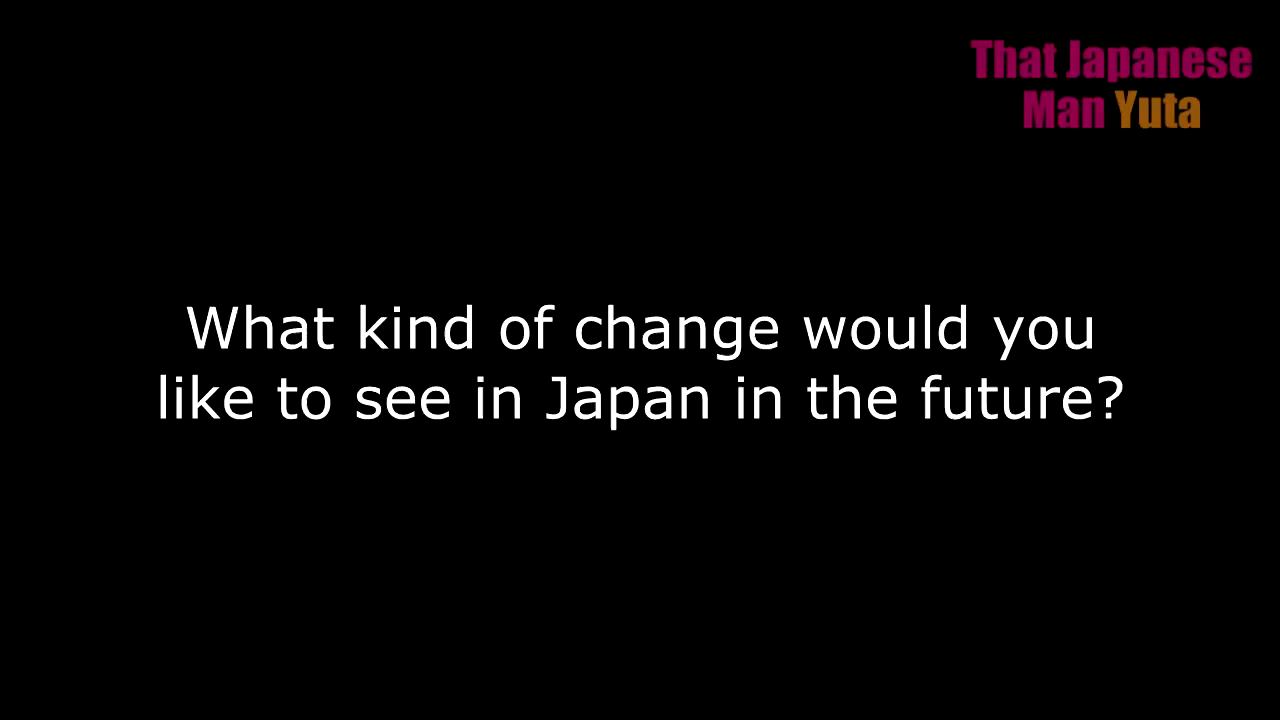 That Japanese
Man Yuta
What kind of change would you
like to see in Japan in the future?